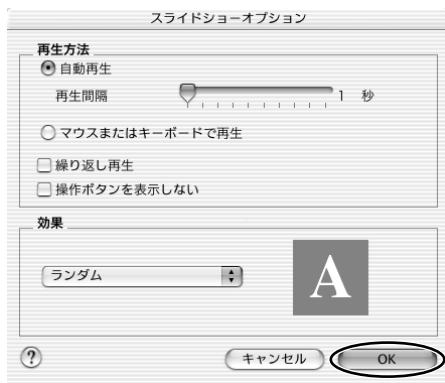 スライドショーオプション
再生方法
自動再生
再生間隔 1 秒
マウスまたはキーボードで再生
繰り返し再生
操作ボタンを表示しない
効果
ランダム
A
? キャンセル OK